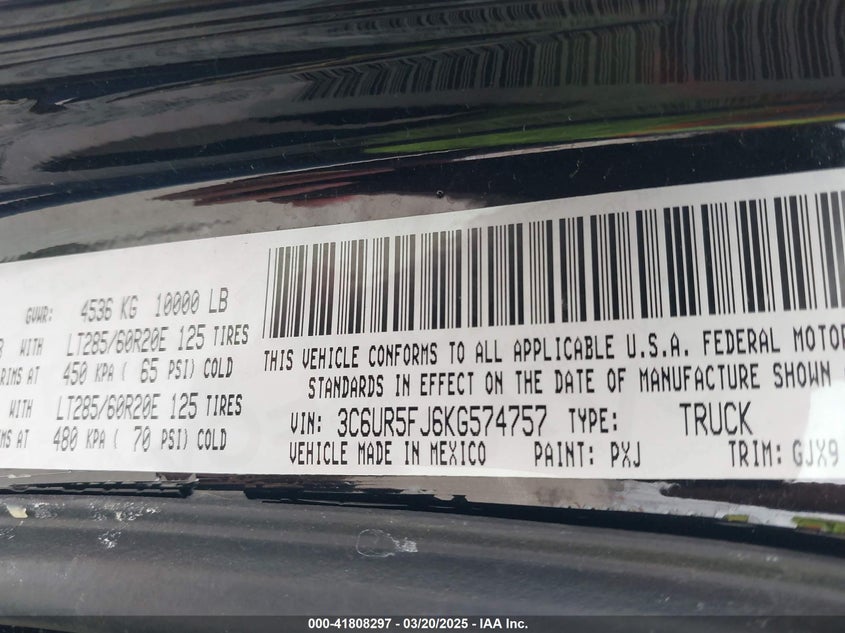 GVWR: 4536 KG 10000 LB
WITH LT285/60R20E 125 TIRES
RIMS AT 450 KPA ( 65 PSI) COLD
WITH LT285/60R20E 125 TIRES
AT 480 KPA ( 70 PSI) COLD
THIS VEHICLE CONFORMS TO ALL APPLICABLE U.S.A. FEDERAL MOTOR
STANDARDS IN EFFECT ON THE DATE OF MANUFACTURE SHOWN
VIN: 3C6UR5FJ6KG574757 TYPE: TRUCK
VEHICLE MADE IN MEXICO PAINT: PXJ TRIM: GJX9
000-41808297 - 03/20/2025 - IAA Inc.